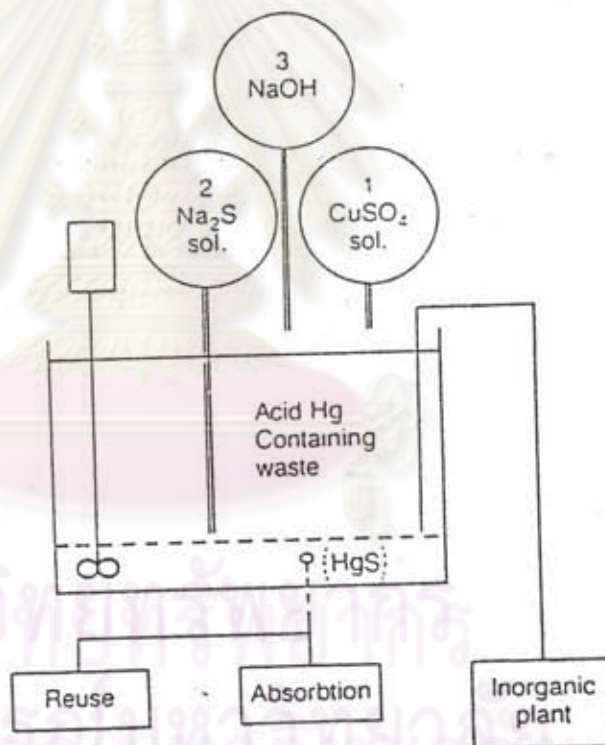 3
NaOH
2
Na₂S
sol.
1
CuSO₄
sol.
Acid Hg
Containing
waste
(HgS)
Reuse
Absorbtion
Inorganic
plant